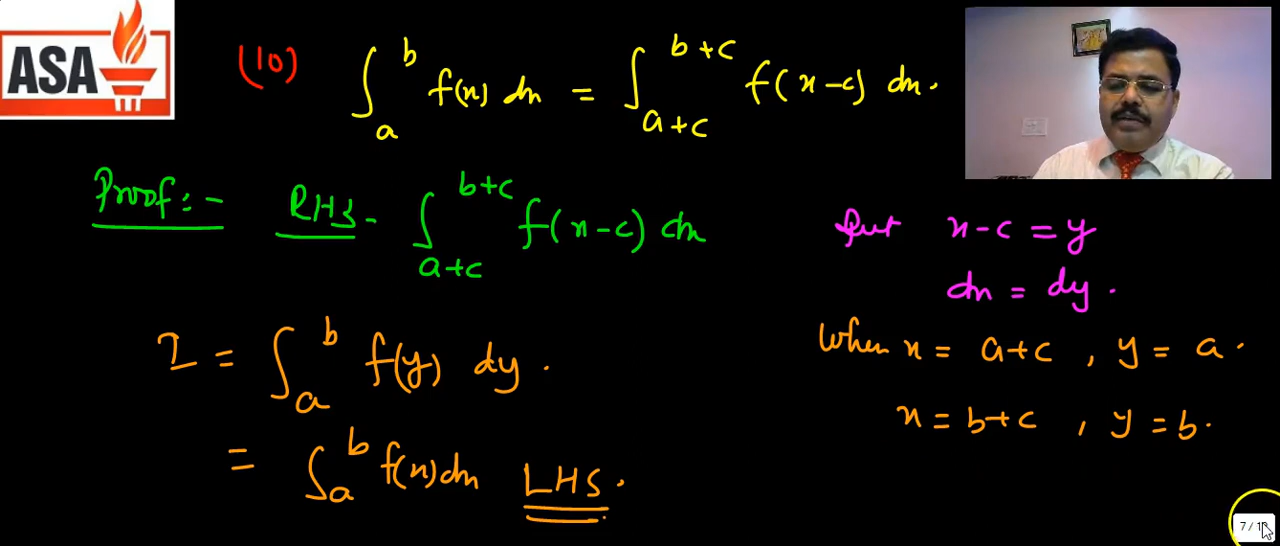 ASA
(10) ∫_a^b f(x) dx = ∫_{a+c}^{b+c} f(x-c) dx.
Proof:- RHS - ∫_{a+c}^{b+c} f(x-c) dx
Put x-c = y
dx = dy.
When x = a+c, y = a.
x = b+c, y = b.
I = ∫_a^b f(y) dy.
= ∫_a^b f(x) dx LHS.